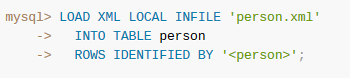 mysql> LOAD XML LOCAL INFILE 'person.xml'
    ->   INTO TABLE person
    ->   ROWS IDENTIFIED BY '<person>';